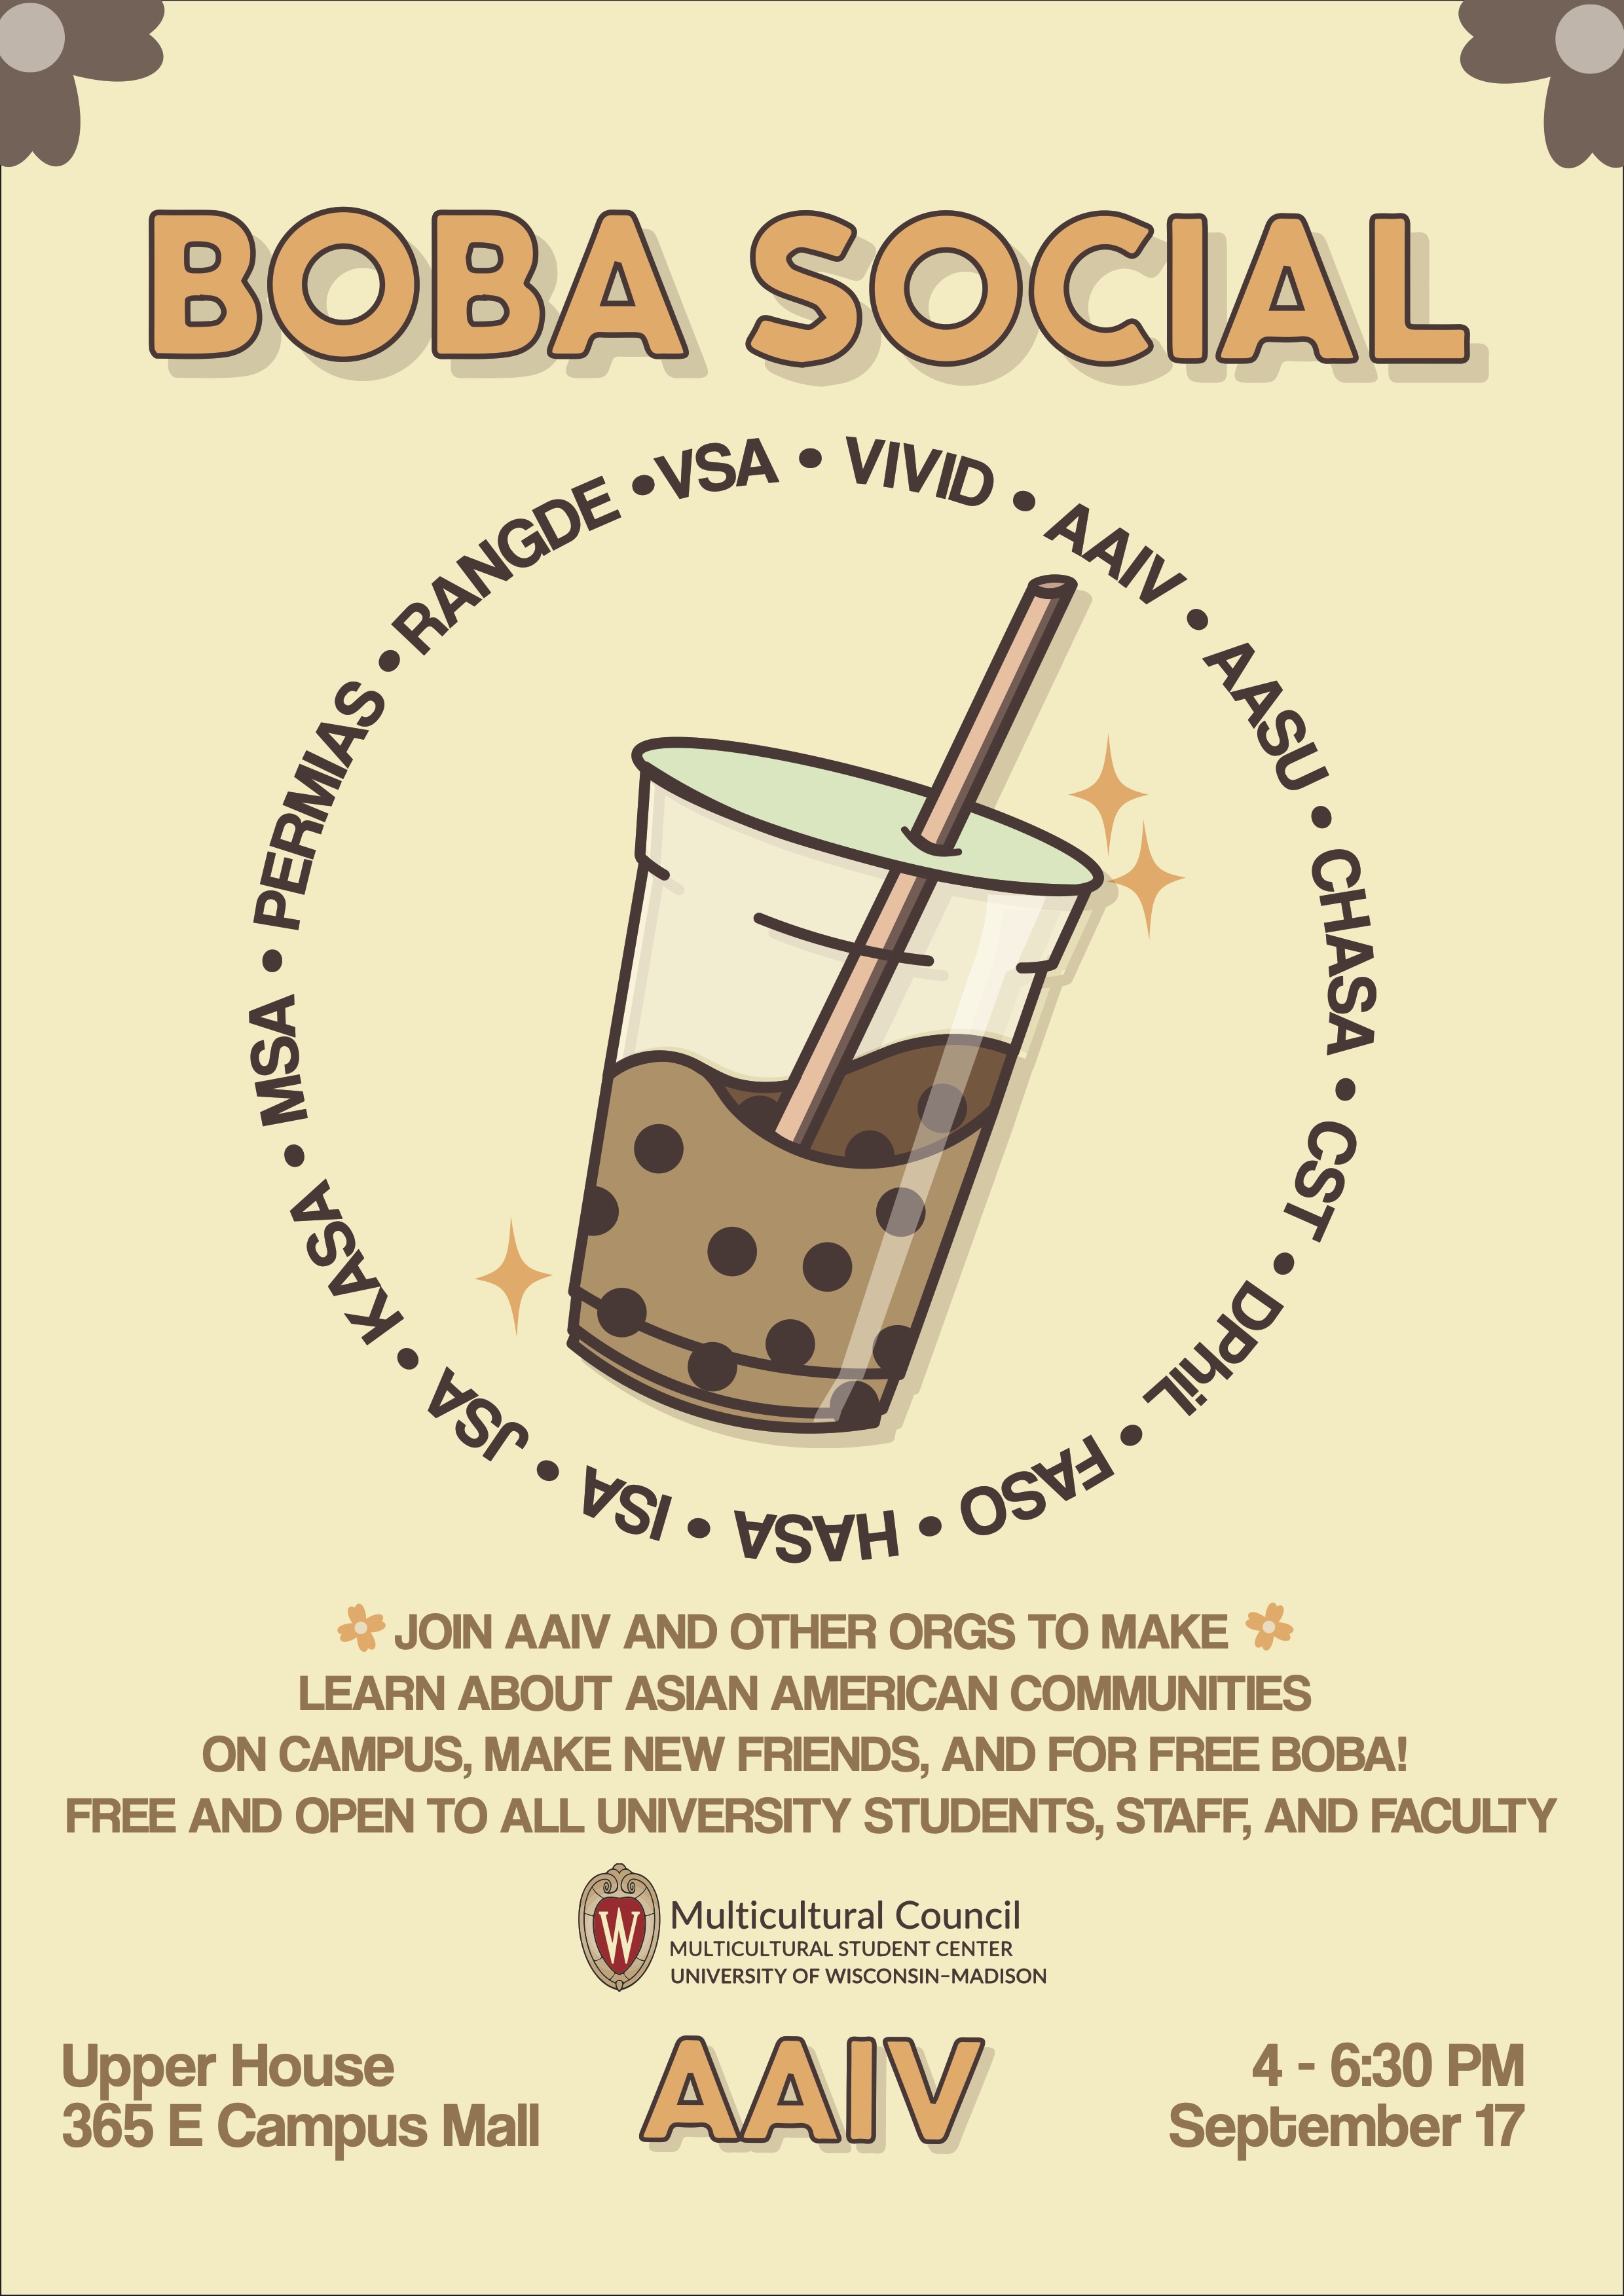 BOBA SOCIAL
VSA • VIVID • AAIV • AASU • CHASA • CST • DPhiL • FASO • HASA • ISA • JSA • KASA • MSA • PERMIAS • RANGDE •
JOIN AAIV AND OTHER ORGS TO MAKE
LEARN ABOUT ASIAN AMERICAN COMMUNITIES
ON CAMPUS, MAKE NEW FRIENDS, AND FOR FREE BOBA!
FREE AND OPEN TO ALL UNIVERSITY STUDENTS, STAFF, AND FACULTY
W
Multicultural Council
MULTICULTURAL STUDENT CENTER
UNIVERSITY OF WISCONSIN–MADISON
Upper House
365 E Campus Mall
AAIV
4 - 6:30 PM
September 17